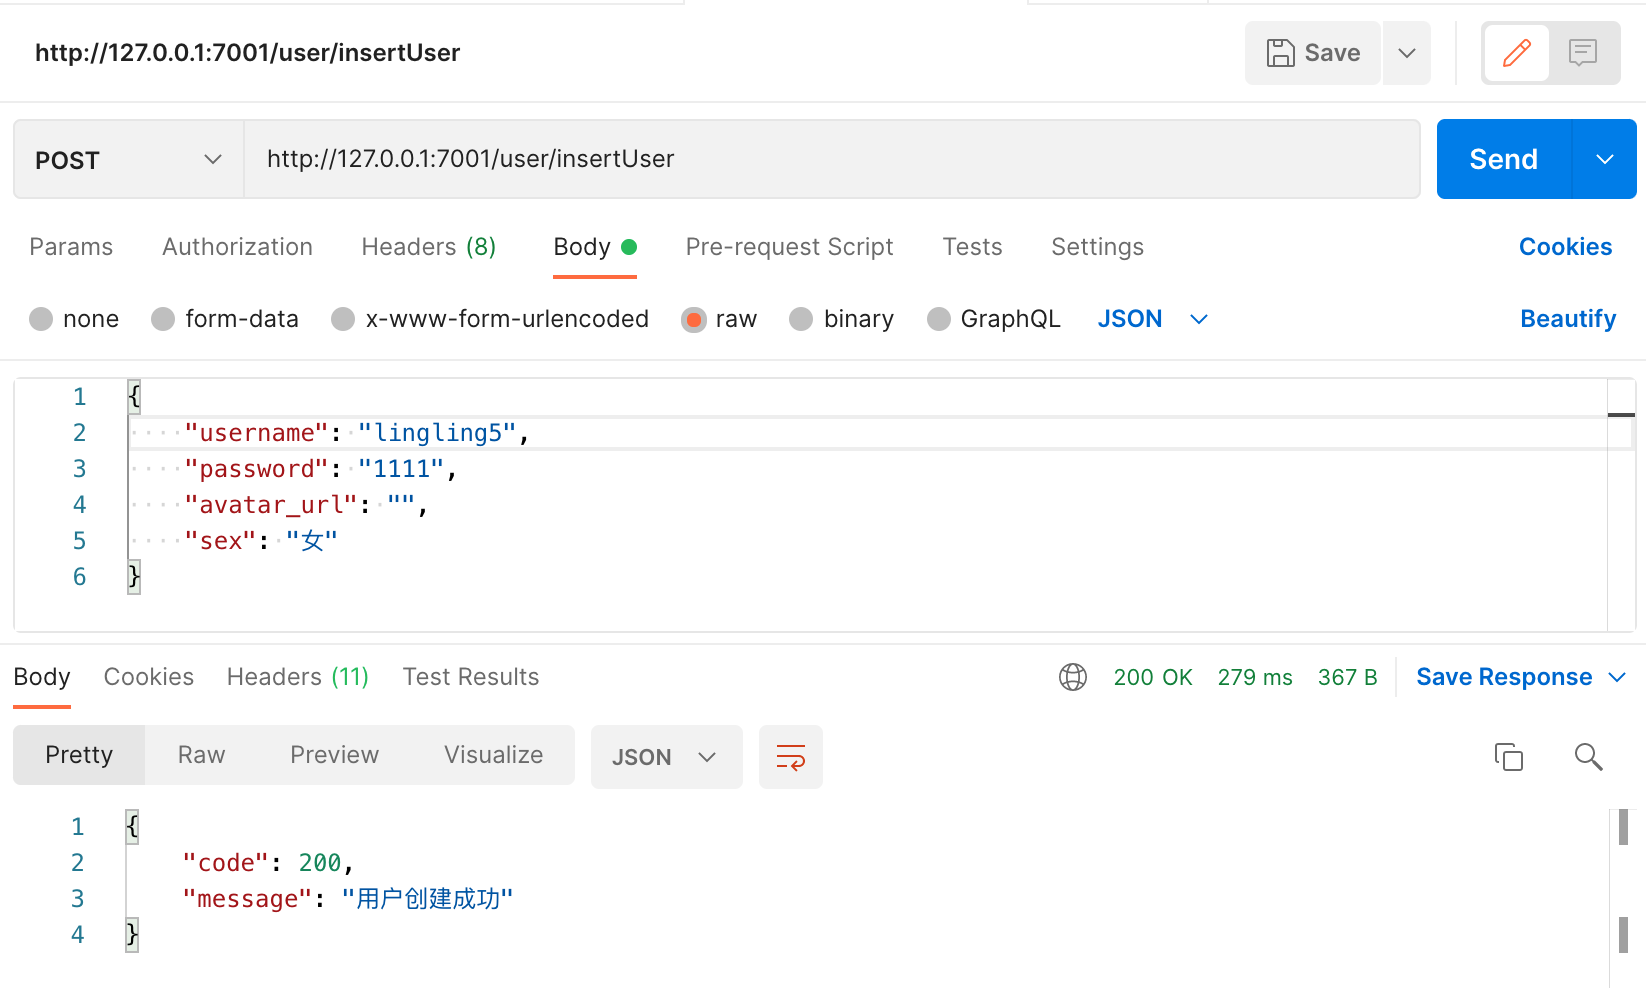 http://127.0.0.1:7001/user/insertUser
Save
POST
http://127.0.0.1:7001/user/insertUser
Send
Params Authorization Headers (8) Body Pre-request Script Tests Settings Cookies
none form-data x-www-form-urlencoded raw binary GraphQL JSON Beautify
1 {
2 "username": "lingling5",
3 "password": "1111",
4 "avatar_url": "",
5 "sex": "女"
6 }
Body Cookies Headers (11) Test Results 200 OK 279 ms 367 B Save Response
Pretty Raw Preview Visualize JSON
1 {
2 "code": 200,
3 "message": "用户创建成功"
4 }